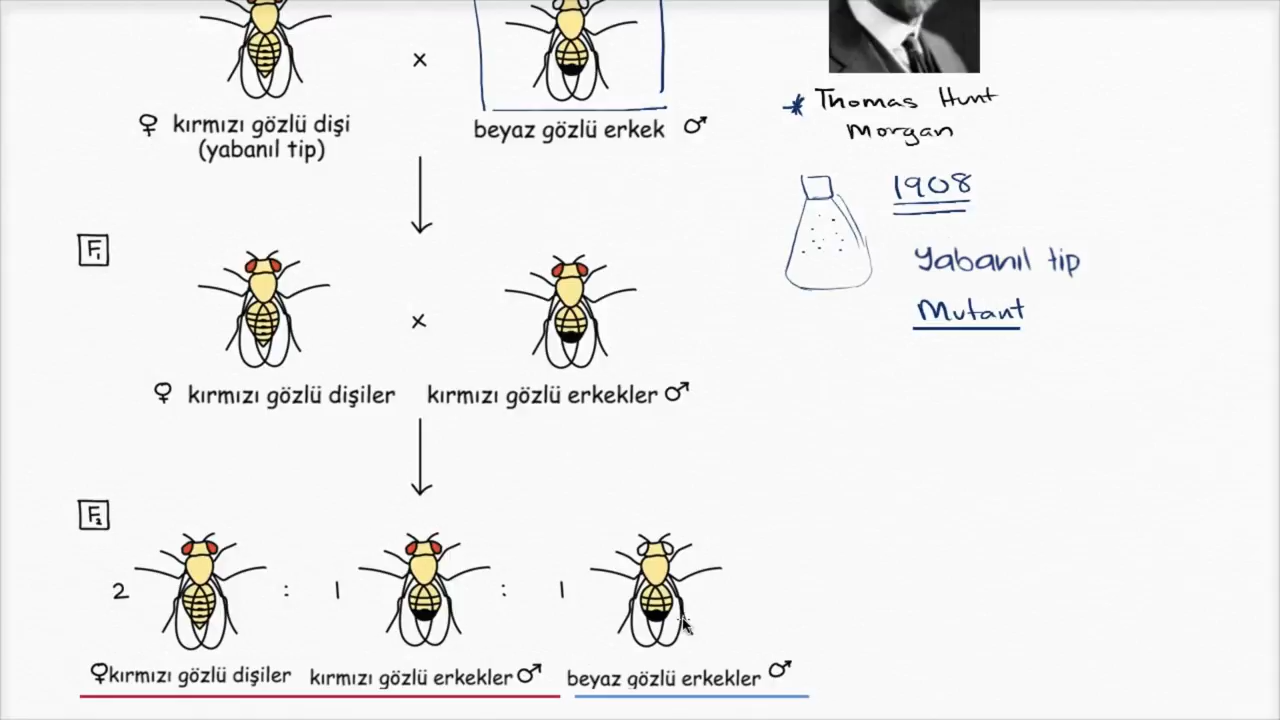 x
♀ kırmızı gözlü dişi
(yabanıl tip)
beyaz gözlü erkek ♂
* Thomas Hunt
Morgan
1908
Yabanıl tip
Mutant
F₁
x
♀ kırmızı gözlü dişiler
kırmızı gözlü erkekler ♂
F₂
2 : 1 : 1
♀kırmızı gözlü dişiler
kırmızı gözlü erkekler ♂
beyaz gözlü erkekler ♂